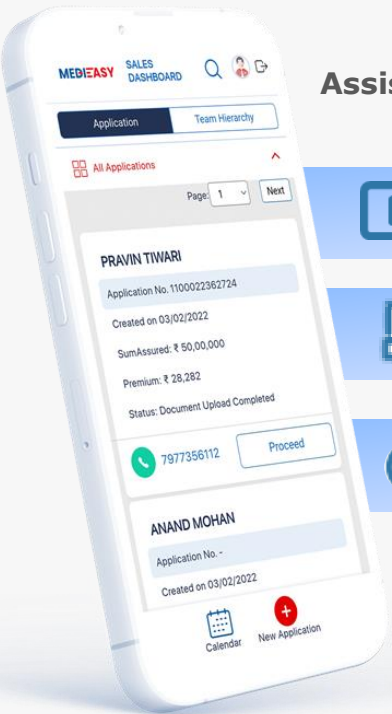 MEDIEASY
SALES
DASHBOARD
Application
Team Hierarchy
All Applications
Page: 1
Next
PRAVIN TIWARI
Application No. 1100022362724
Created on 03/02/2022
SumAssured: ₹ 50,00,000
Premium: ₹ 28,282
Status: Document Upload Completed
7977356112
Proceed
ANAND MOHAN
Application No. -
Created on 03/02/2022
Calendar
New Application
Assis